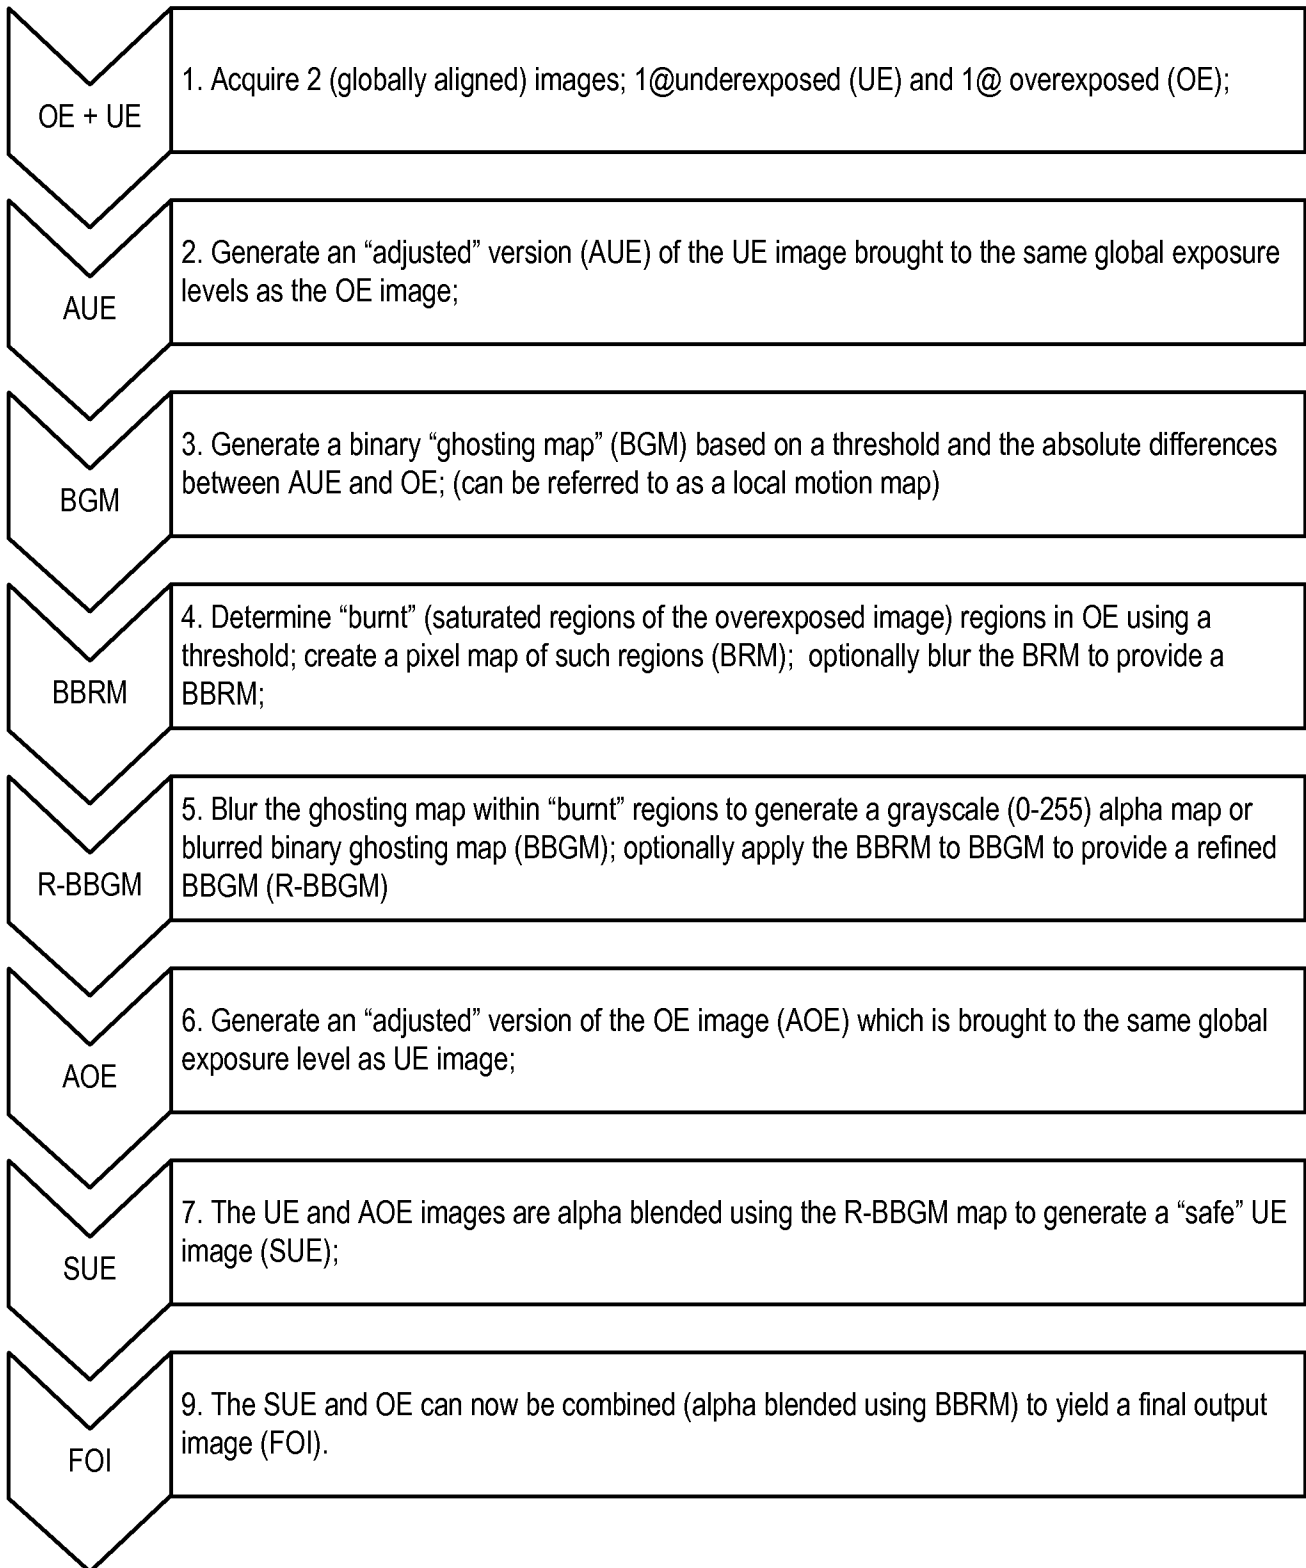 OE + UE
1. Acquire 2 (globally aligned) images; 1@underexposed (UE) and 1@ overexposed (OE);
AUE
2. Generate an “adjusted” version (AUE) of the UE image brought to the same global exposure
levels as the OE image;
BGM
3. Generate a binary “ghosting map” (BGM) based on a threshold and the absolute differences
between AUE and OE; (can be referred to as a local motion map)
BBRM
4. Determine “burnt” (saturated regions of the overexposed image) regions in OE using a
threshold; create a pixel map of such regions (BRM);  optionally blur the BRM to provide a
BBRM;
R-BBGM
5. Blur the ghosting map within “burnt” regions to generate a grayscale (0-255) alpha map or
blurred binary ghosting map (BBGM); optionally apply the BBRM to BBGM to provide a refined
BBGM (R-BBGM)
AOE
6. Generate an “adjusted” version of the OE image (AOE) which is brought to the same global
exposure level as UE image;
SUE
7. The UE and AOE images are alpha blended using the R-BBGM map to generate a “safe” UE
image (SUE);
FOI
9. The SUE and OE can now be combined (alpha blended using BBRM) to yield a final output
image (FOI).